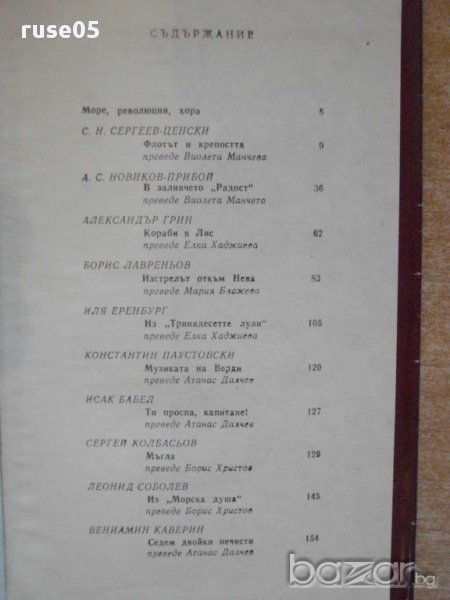 ruse05
СЪДЪРЖАНИЕ
Море, революция, хора 5
С. Н. СЕРГЕЕВ-ЦЕНСКИ
Флотът и крепостта 9
преведе Виолета Манчева
А. С. НОВИКОВ-ПРИБОЙ
В заливчето „Радост" 36
преведе Виолета Манчета
АЛЕКСАНДЪР ГРИН
Кораби в Лис 62
преведе Елка Хаджиева
БОРИС ЛАВРЕНЬОВ
Изстрелът откъм Нева 83
преведе Мария Блажева
ИЛЯ ЕРЕНБУРГ
Из „Тринадесетте лули" 105
преведе Елка Хаджиева
КОНСТАНТИН ПАУСТОВСКИ
Музиката на Верди 120
преведе Атанас Далчев
ИСАК БАБЕЛ
Ти проспа, капитане! 127
преведе Атанас Далчев
СЕРГЕЙ КОЛБАСЬОВ
Мъгла 129
преведе Борис Христов
ЛЕОНИД СОБОЛЕВ
Из „Морска душа" 145
преведе Борис Христов
ВЕНИАМИН КАВЕРИН
Седем двойки нечисти 154
преведе Атанас Далчев
bazar.bg